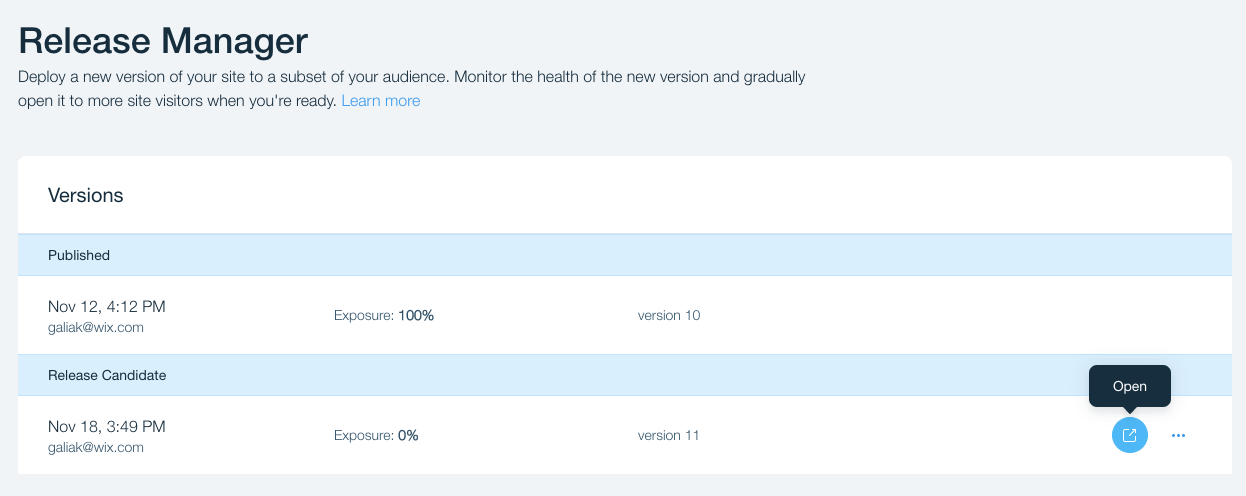 Release Manager
Deploy a new version of your site to a subset of your audience. Monitor the health of the new version and gradually
open it to more site visitors when you're ready. Learn more
Versions
Published
Nov 12, 4:12 PM
galiak@wix.com
Exposure: 100%
version 10
Release Candidate
Open
Nov 18, 3:49 PM
galiak@wix.com
Exposure: 0%
version 11